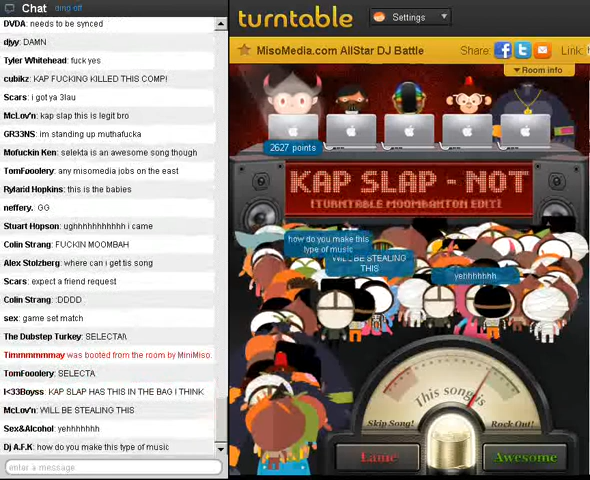 Chat
ding off
DVDA: needs to be synced
djyy: DAMN
Tyler Whitehead: fuck yes
cubikz: KAP FUCKING KILLED THIS COMP!
Scars: i got ya 3lau
McLov'n: kap slap this is legit bro
GR33NS: im standing up muthafucka
Mofuckin Ken: selekta is an awesome song though
TomFoolery: any misomedia jobs on the east
Rylarid Hopkins: this is the babies
neffery. GG
Stuart Hopson: ughhhhhhhhhhh i came
Colin Strang: FUCKIN MOOMBAH
Alex Stolzberg: where can i get tis song
Scars: expect a friend request
Colin Strang: :DDDD
sex: game set match
The Dubstep Turkey: SELECTA!\
Timmmmmmay was booted from the room by MiniMiso.
TomFoolery: SELECTA
I<33Boyss: KAP SLAP HAS THIS IN THE BAG I THINK
McLov'n: WILL BE STEALING THIS
Sex&Alcohol: yehhhhhhh
Dj A.F.K: how do you make this type of music
enter a message
turntable
Settings
MisoMedia.com AllStar DJ Battle
Share:
Link:
Room info
2627 points
KAP SLAP - NOT
[TURNTABLE MOOMBAHTON EDIT]
how do you make this
type of music
WILL BE STEALING
THIS
yehhhhhhh
This song is
Skip Song!
Rock Out!
Lame
Awesome